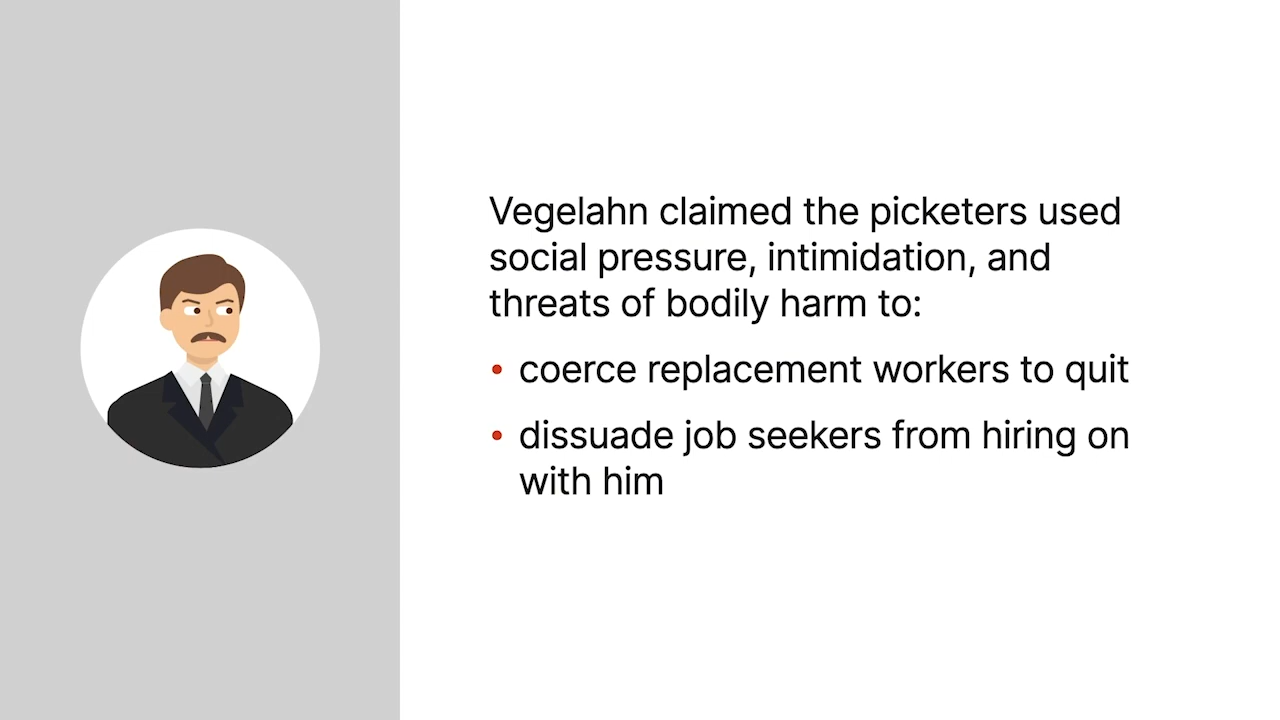 Vegelahn claimed the picketers used
social pressure, intimidation, and
threats of bodily harm to:
• coerce replacement workers to quit
• dissuade job seekers from hiring on
with him